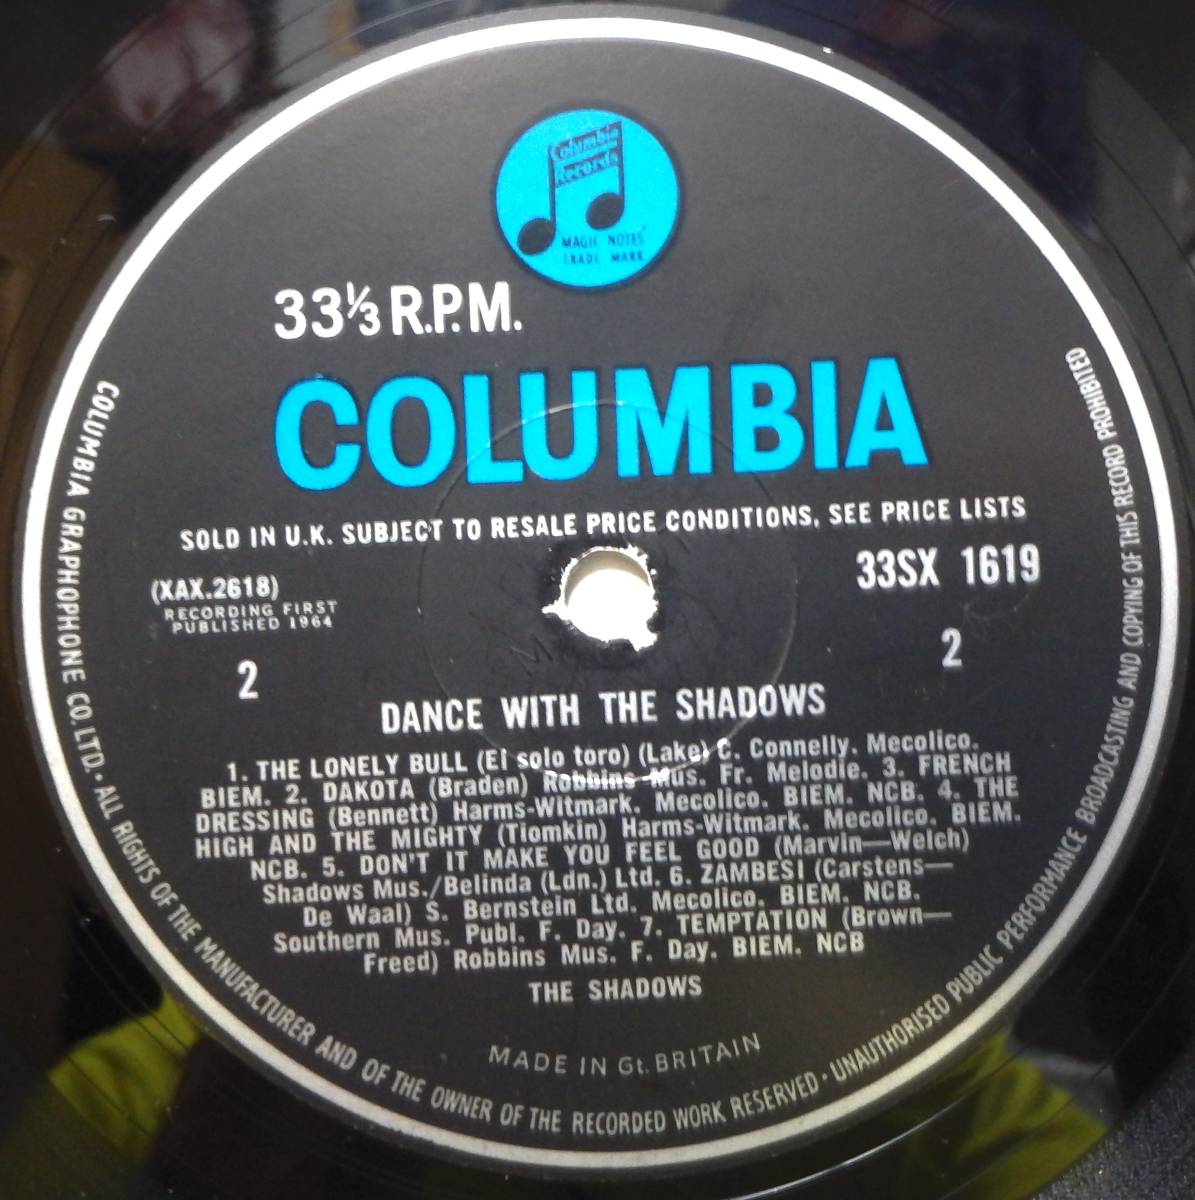 Columbia
Records
MAGIC NOTES
TRADE MARK
33⅓ R.P.M.
COLUMBIA
SOLD IN U.K. SUBJECT TO RESALE PRICE CONDITIONS, SEE PRICE LISTS
(XAX.2618)
33SX 1619
RECORDING FIRST
PUBLISHED 1964
2
2
DANCE WITH THE SHADOWS
1. THE LONELY BULL (El solo toro) (Lake) C. Connelly. Mecolico.
BIEM. 2. DAKOTA (Braden) Robbins Mus. Fr. Melodie. 3. FRENCH
DRESSING (Bennett) Harms-Witmark. Mecolico. BIEM. NCB. 4. THE
HIGH AND THE MIGHTY (Tiomkin) Harms-Witmark. Mecolico. BIEM.
NCB. 5. DON'T IT MAKE YOU FEEL GOOD (Marvin—Welch)
Shadows Mus./Belinda (Ldn.) Ltd. 6. ZAMBESI (Carstens—
De Waal) S. Bernstein Ltd. Mecolico. BIEM. NCB.
Southern Mus. Publ. F. Day. 7. TEMPTATION (Brown—
Freed) Robbins Mus. F. Day. BIEM. NCB
THE SHADOWS
MADE IN Gt. BRITAIN
COLUMBIA GRAPHOPHONE CO. LTD. · ALL RIGHTS OF THE MANUFACTURER AND OF THE OWNER OF THE RECORDED WORK RESERVED · UNAUTHORISED PUBLIC PERFORMANCE BROADCASTING AND COPYING OF THIS RECORD PROHIBITED